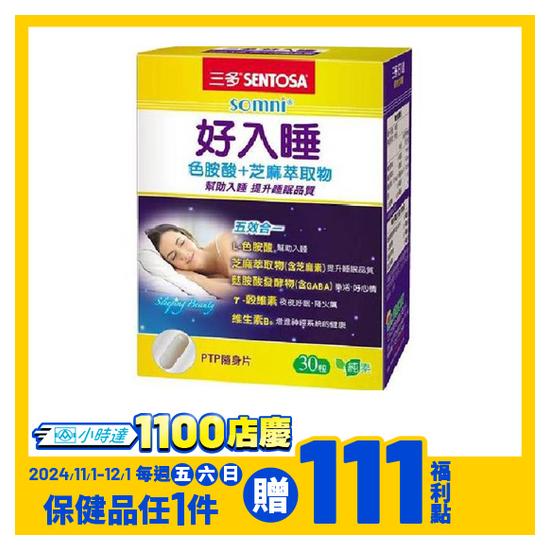 三多 SENTOSA
somni®
好入睡
色胺酸+芝麻萃取物
幫助入睡 提升睡眠品質
五效合一
L-色胺酸 幫助入睡
芝麻萃取物(含芝麻素) 提升睡眠品質
麩胺酸發酵物(含GABA) 樂活、好心情
γ-穀維素 夜夜好眠、降火氣
維生素B6 增進神經系統的健康
Sleeping Beauty
PTP隨身片
30粒
純素
小時達 1100店慶
2024/11/1-12/1 每週五六日
保健品任1件 贈 111 福利點